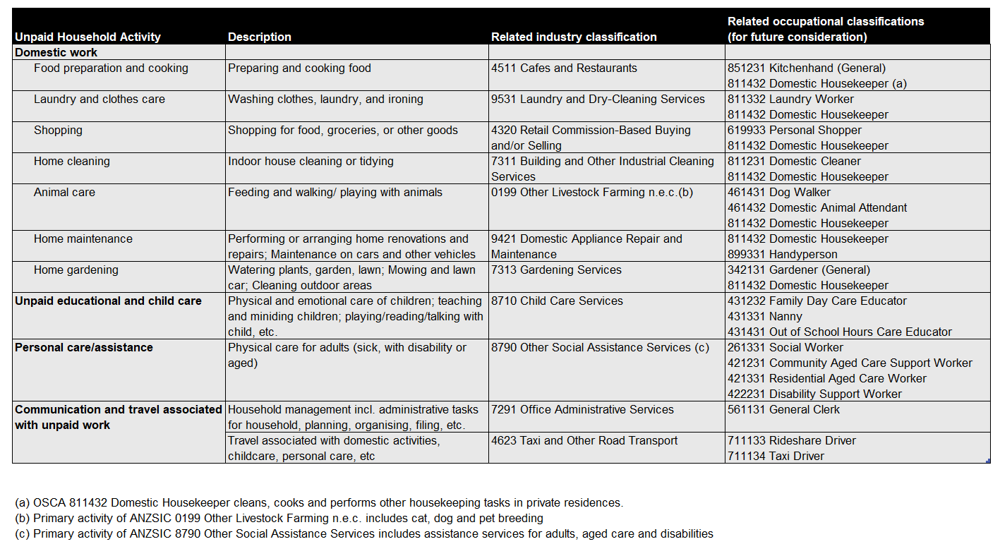 Unpaid Household Activity Description Related industry classification Related occupational classifications
(for future consideration)
Domestic work
Food preparation and cooking Preparing and cooking food 4511 Cafes and Restaurants 851231 Kitchenhand (General)
811432 Domestic Housekeeper (a)
Laundry and clothes care Washing clothes, laundry, and ironing 9531 Laundry and Dry-Cleaning Services 811332 Laundry Worker
811432 Domestic Housekeeper
Shopping Shopping for food, groceries, or other goods 4320 Retail Commission-Based Buying 619933 Personal Shopper
and/or Selling 811432 Domestic Housekeeper
Home cleaning Indoor house cleaning or tidying 7311 Building and Other Industrial Cleaning 811231 Domestic Cleaner
Services 811432 Domestic Housekeeper
Animal care Feeding and walking/ playing with animals 0199 Other Livestock Farming n.e.c.(b) 461431 Dog Walker
461432 Domestic Animal Attendant
811432 Domestic Housekeeper
Home maintenance Performing or arranging home renovations and 9421 Domestic Appliance Repair and 811432 Domestic Housekeeper
repairs; Maintenance on cars and other vehicles Maintenance 899331 Handyperson
Home gardening Watering plants, garden, lawn; Mowing and lawn 7313 Gardening Services 342131 Gardener (General)
car; Cleaning outdoor areas 811432 Domestic Housekeeper
Unpaid educational and child care Physical and emotional care of children; teaching 8710 Child Care Services 431232 Family Day Care Educator
and miniding children; playing/reading/talking with 431331 Nanny
child, etc. 431431 Out of School Hours Care Educator
Personal care/assistance Physical care for adults (sick, with disability or 8790 Other Social Assistance Services (c) 261331 Social Worker
aged) 421231 Community Aged Care Support Worker
421331 Residential Aged Care Worker
422231 Disability Support Worker
Communication and travel associated Household management incl. administrative tasks 7291 Office Administrative Services 561131 General Clerk
with unpaid work for household, planning, organising, filing, etc.
Travel associated with domestic activities, 4623 Taxi and Other Road Transport 711133 Rideshare Driver
childcare, personal care, etc 711134 Taxi Driver
(a) OSCA 811432 Domestic Housekeeper cleans, cooks and performs other housekeeping tasks in private residences.
(b) Primary activity of ANZSIC 0199 Other Livestock Farming n.e.c. includes cat, dog and pet breeding
(c) Primary activity of ANZSIC 8790 Other Social Assistance Services includes assistance services for adults, aged care and disabilities